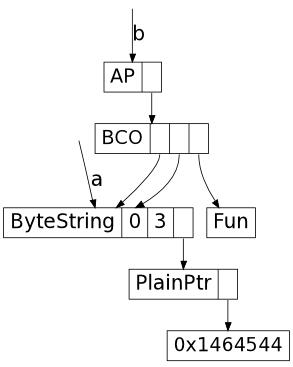 b
AP
BCO
a
ByteString 0 3
Fun
PlainPtr
0x1464544